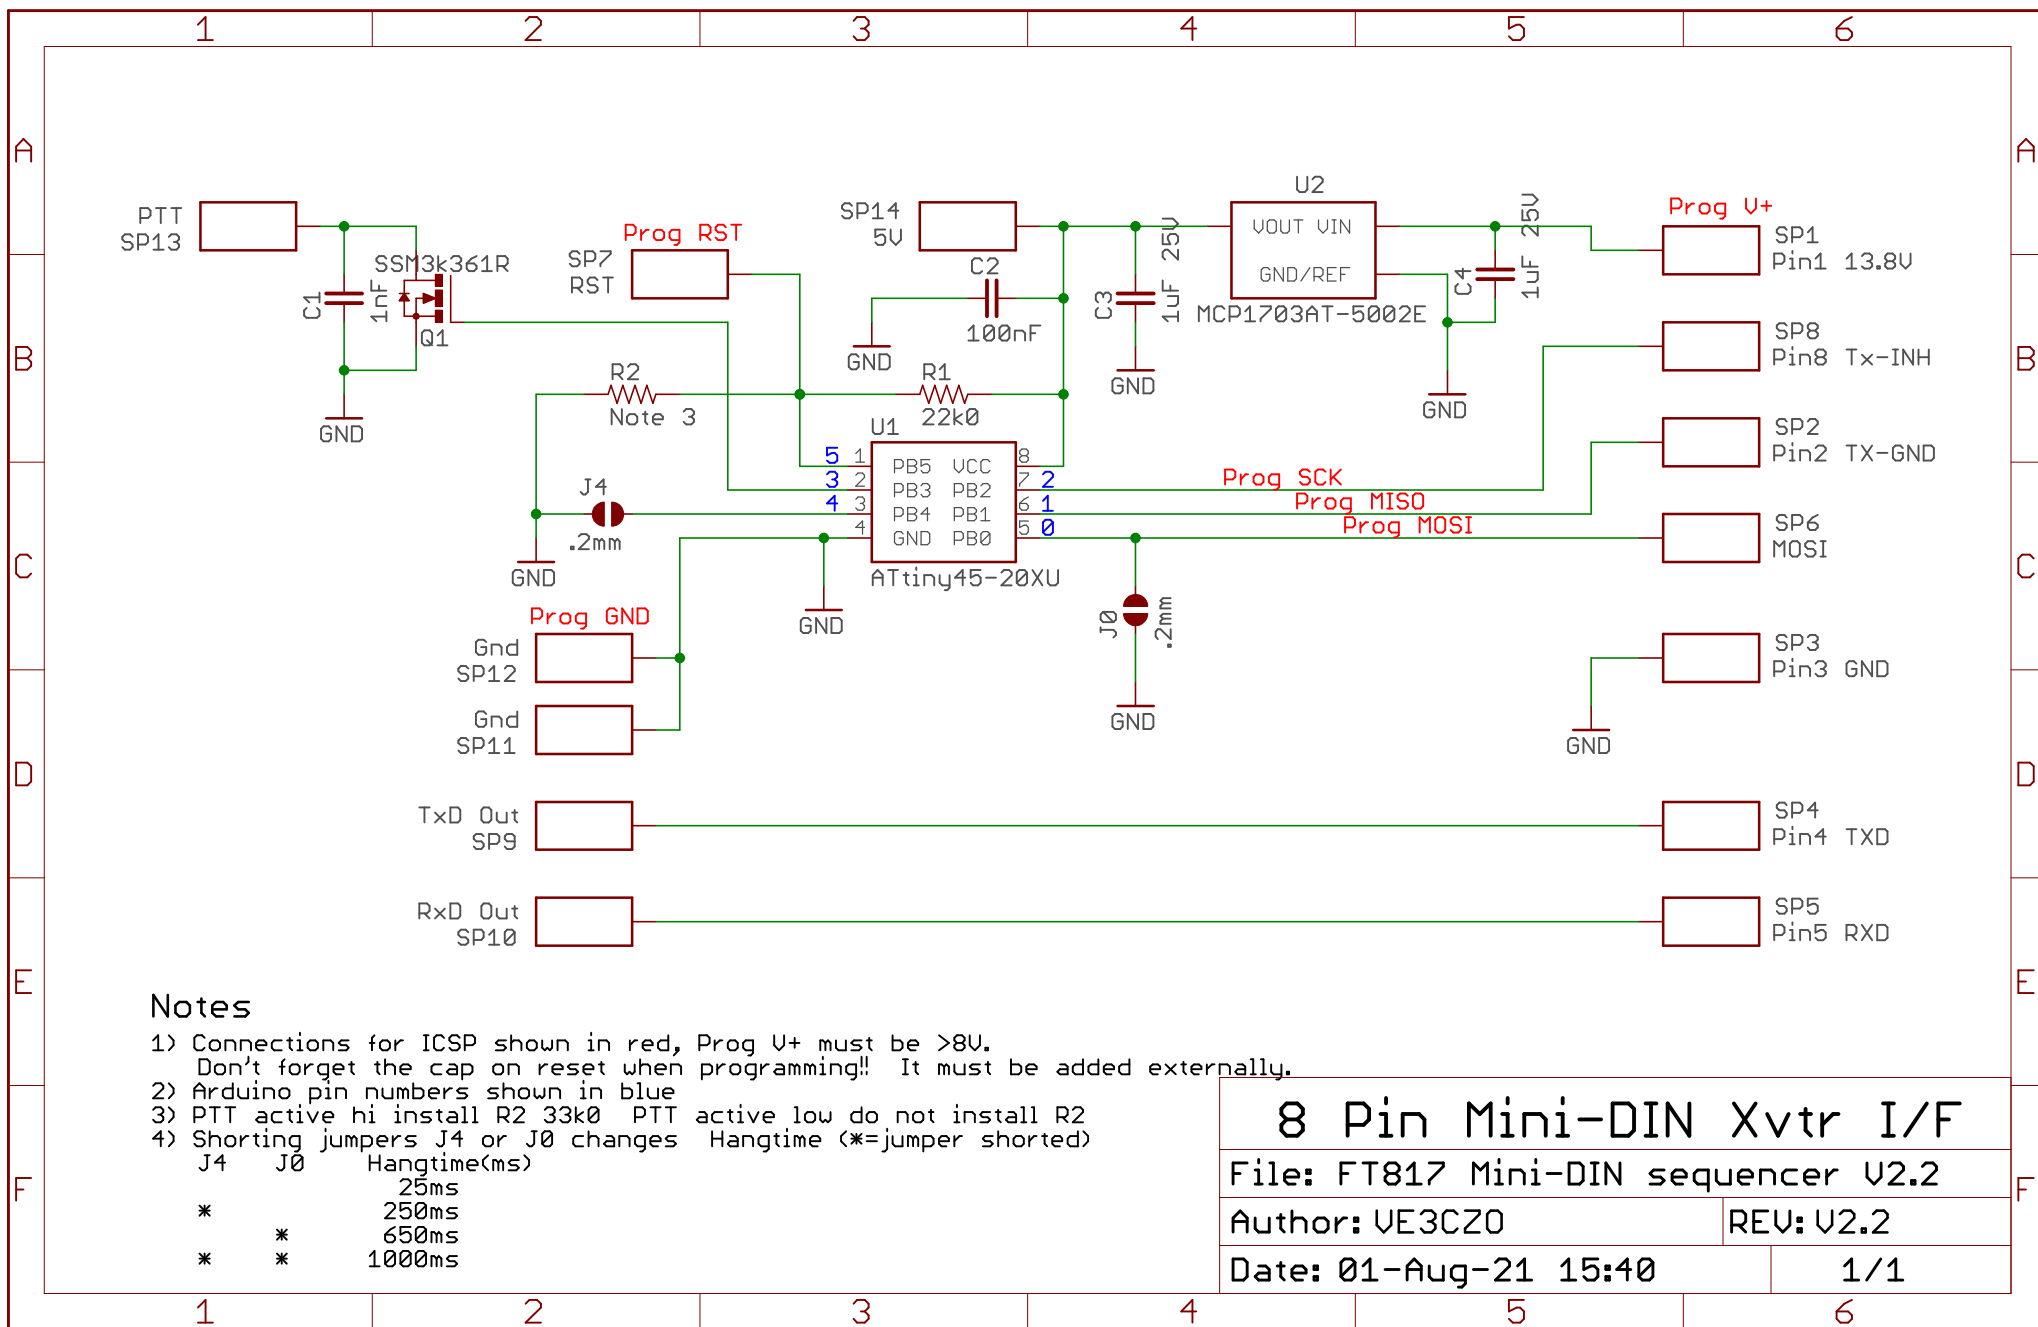 1 2 3 4 5 6
A A
B B
C C
D D
E E
F F
PTT
SP13
C1
1nF
SSM3k361R
Q1
GND
Prog RST
SP7
RST
SP14
5V
C2
100nF
GND
C3
1uF 25V
GND
U2
VOUT VIN
GND/REF
MCP1703AT-5002E
GND
C4
1uF 25V
Prog V+
SP1
Pin1 13.8V
SP8
Pin8 Tx-INH
SP2
Pin2 TX-GND
SP6
MOSI
SP3
Pin3 GND
GND
SP4
Pin4 TXD
SP5
Pin5 RXD
R2
Note 3
R1
22k0
U1
5 1 PB5 VCC 8
3 2 PB3 PB2 7 2
4 3 PB4 PB1 6 1
4 GND PB0 5 0
ATtiny45-20XU
Prog SCK
Prog MISO
Prog MOSI
J4
.2mm
GND
GND
J0
.2mm
GND
Prog GND
Gnd
SP12
Gnd
SP11
TxD Out
SP9
RxD Out
SP10
Notes
1) Connections for ICSP shown in red, Prog V+ must be >8V.
Don't forget the cap on reset when programming!! It must be added externally.
2) Arduino pin numbers shown in blue
3) PTT active hi install R2 33k0 PTT active low do not install R2
4) Shorting jumpers J4 or J0 changes Hangtime (*=jumper shorted)
J4 J0 Hangtime(ms)
25ms
* 250ms
* 650ms
* * 1000ms
8 Pin Mini-DIN Xvtr I/F
File: FT817 Mini-DIN sequencer V2.2
Author: VE3CZO REV: V2.2
Date: 01-Aug-21 15:40 1/1
1 2 3 4 5 6